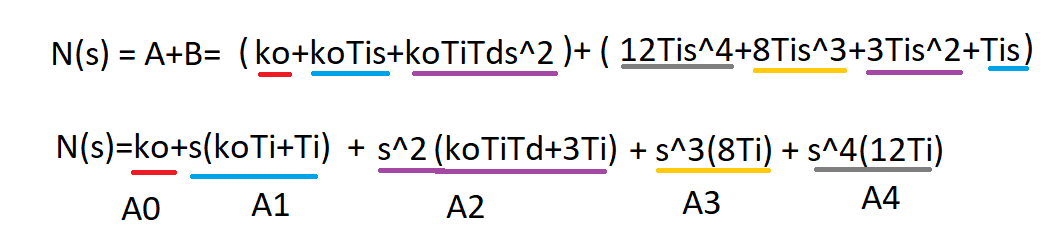 N(s) = A+B= (ko+koTis+koTiTds^2)+ (12Tis^4+8Tis^3+3Tis^2+Tis)
N(s)=ko+s(koTi+Ti) + s^2(koTiTd+3Ti) + s^3(8Ti) + s^4(12Ti)
A0 A1 A2 A3 A4